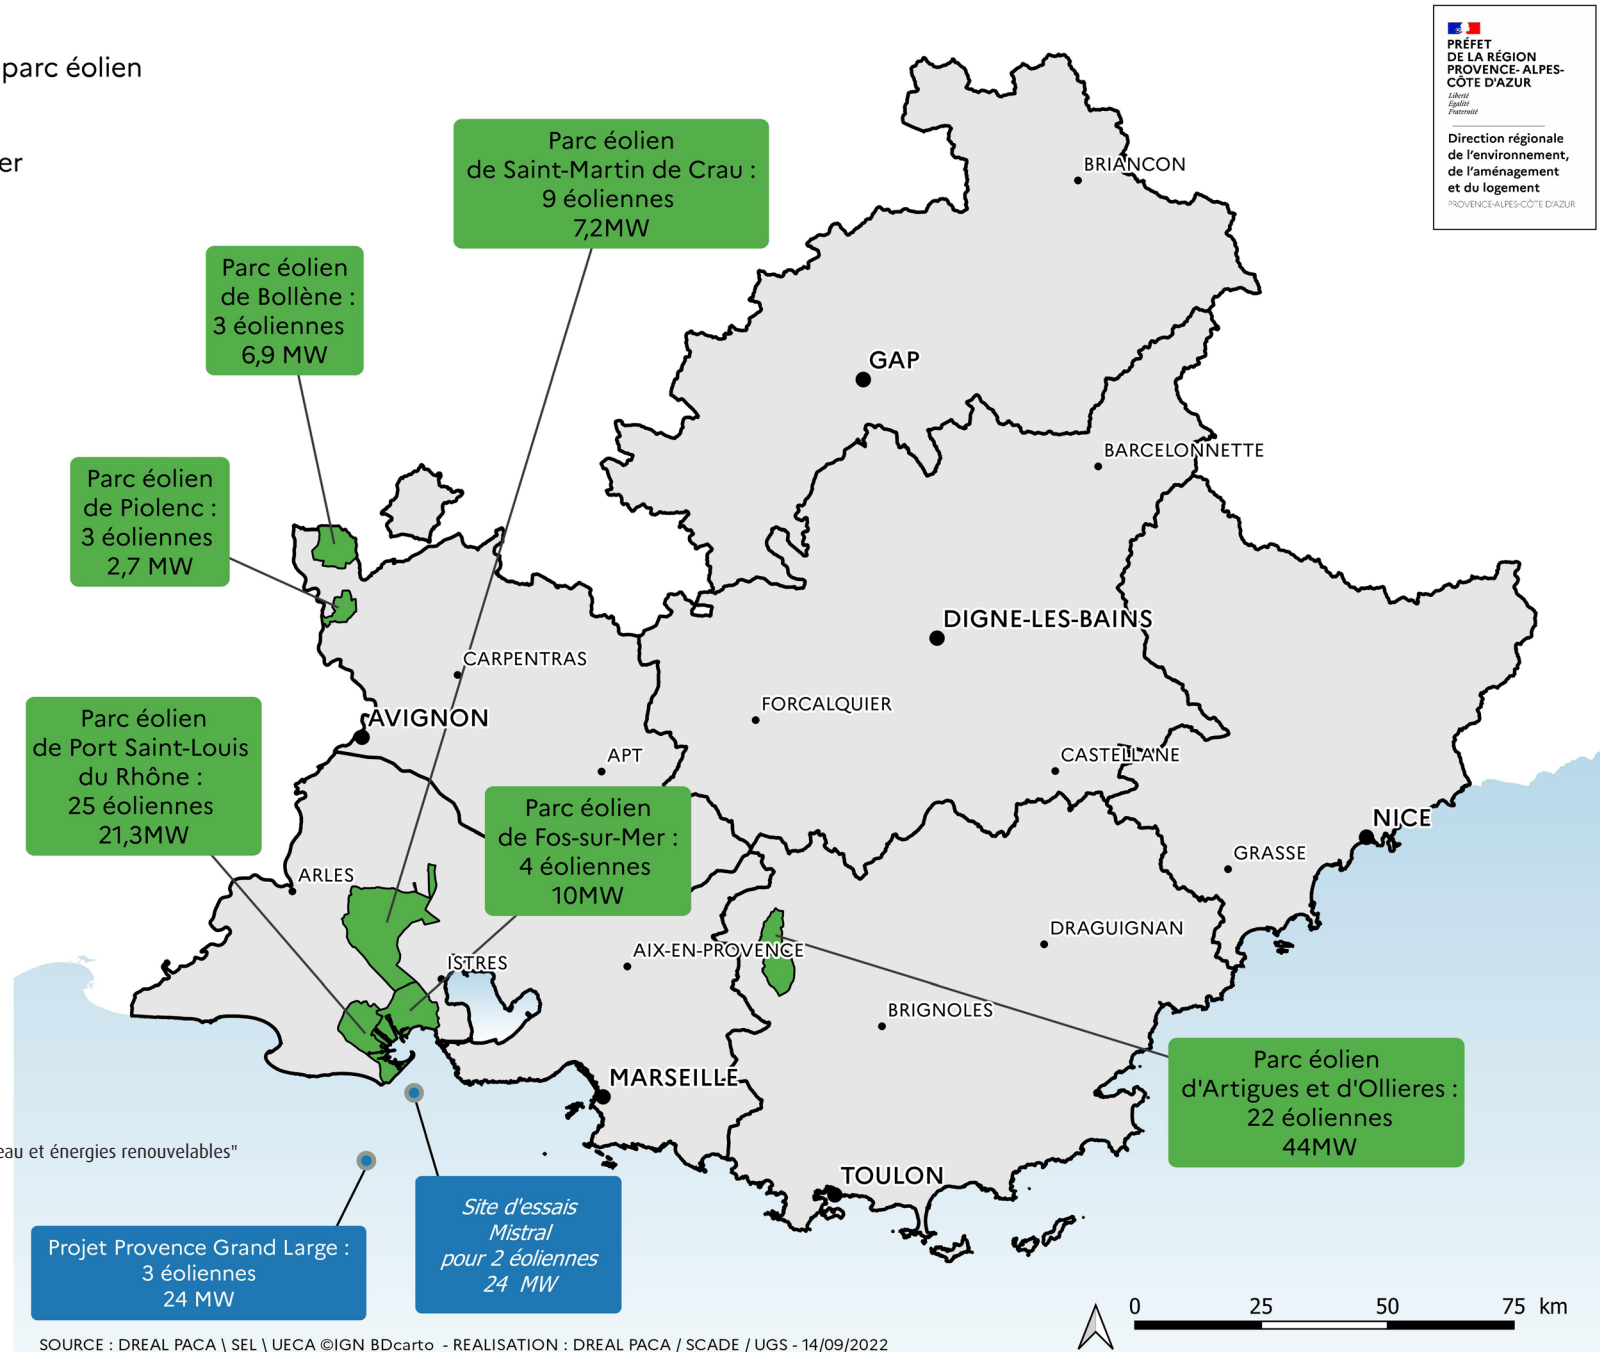 parc éolien
er
PRÉFET
DE LA RÉGION
PROVENCE- ALPES-
CÔTE D'AZUR
Liberté
Égalité
Fraternité
Direction régionale
de l'environnement,
de l'aménagement
et du logement
PROVENCE-ALPES-CÔTE D'AZUR
Parc éolien
de Saint-Martin de Crau :
9 éoliennes
7,2MW
BRIANCON
Parc éolien
de Bollène :
3 éoliennes
6,9 MW
GAP
BARCELONNETTE
Parc éolien
de Piolenc :
3 éoliennes
2,7 MW
DIGNE-LES-BAINS
CARPENTRAS
FORCALQUIER
AVIGNON
APT
CASTELLANE
Parc éolien
de Port Saint-Louis
du Rhône :
25 éoliennes
21,3MW
Parc éolien
de Fos-sur-Mer :
4 éoliennes
10MW
NICE
GRASSE
ARLES
DRAGUIGNAN
AIX-EN-PROVENCE
ISTRES
BRIGNOLES
Parc éolien
d'Artigues et d'Ollieres :
22 éoliennes
44MW
MARSEILLE
TOULON
eau et énergies renouvelables"
Site d'essais
Mistral
pour 2 éoliennes
24 MW
Projet Provence Grand Large :
3 éoliennes
24 MW
0 25 50 75 km
SOURCE : DREAL PACA \ SEL \ UECA ©IGN BDcarto - REALISATION : DREAL PACA / SCADE / UGS - 14/09/2022